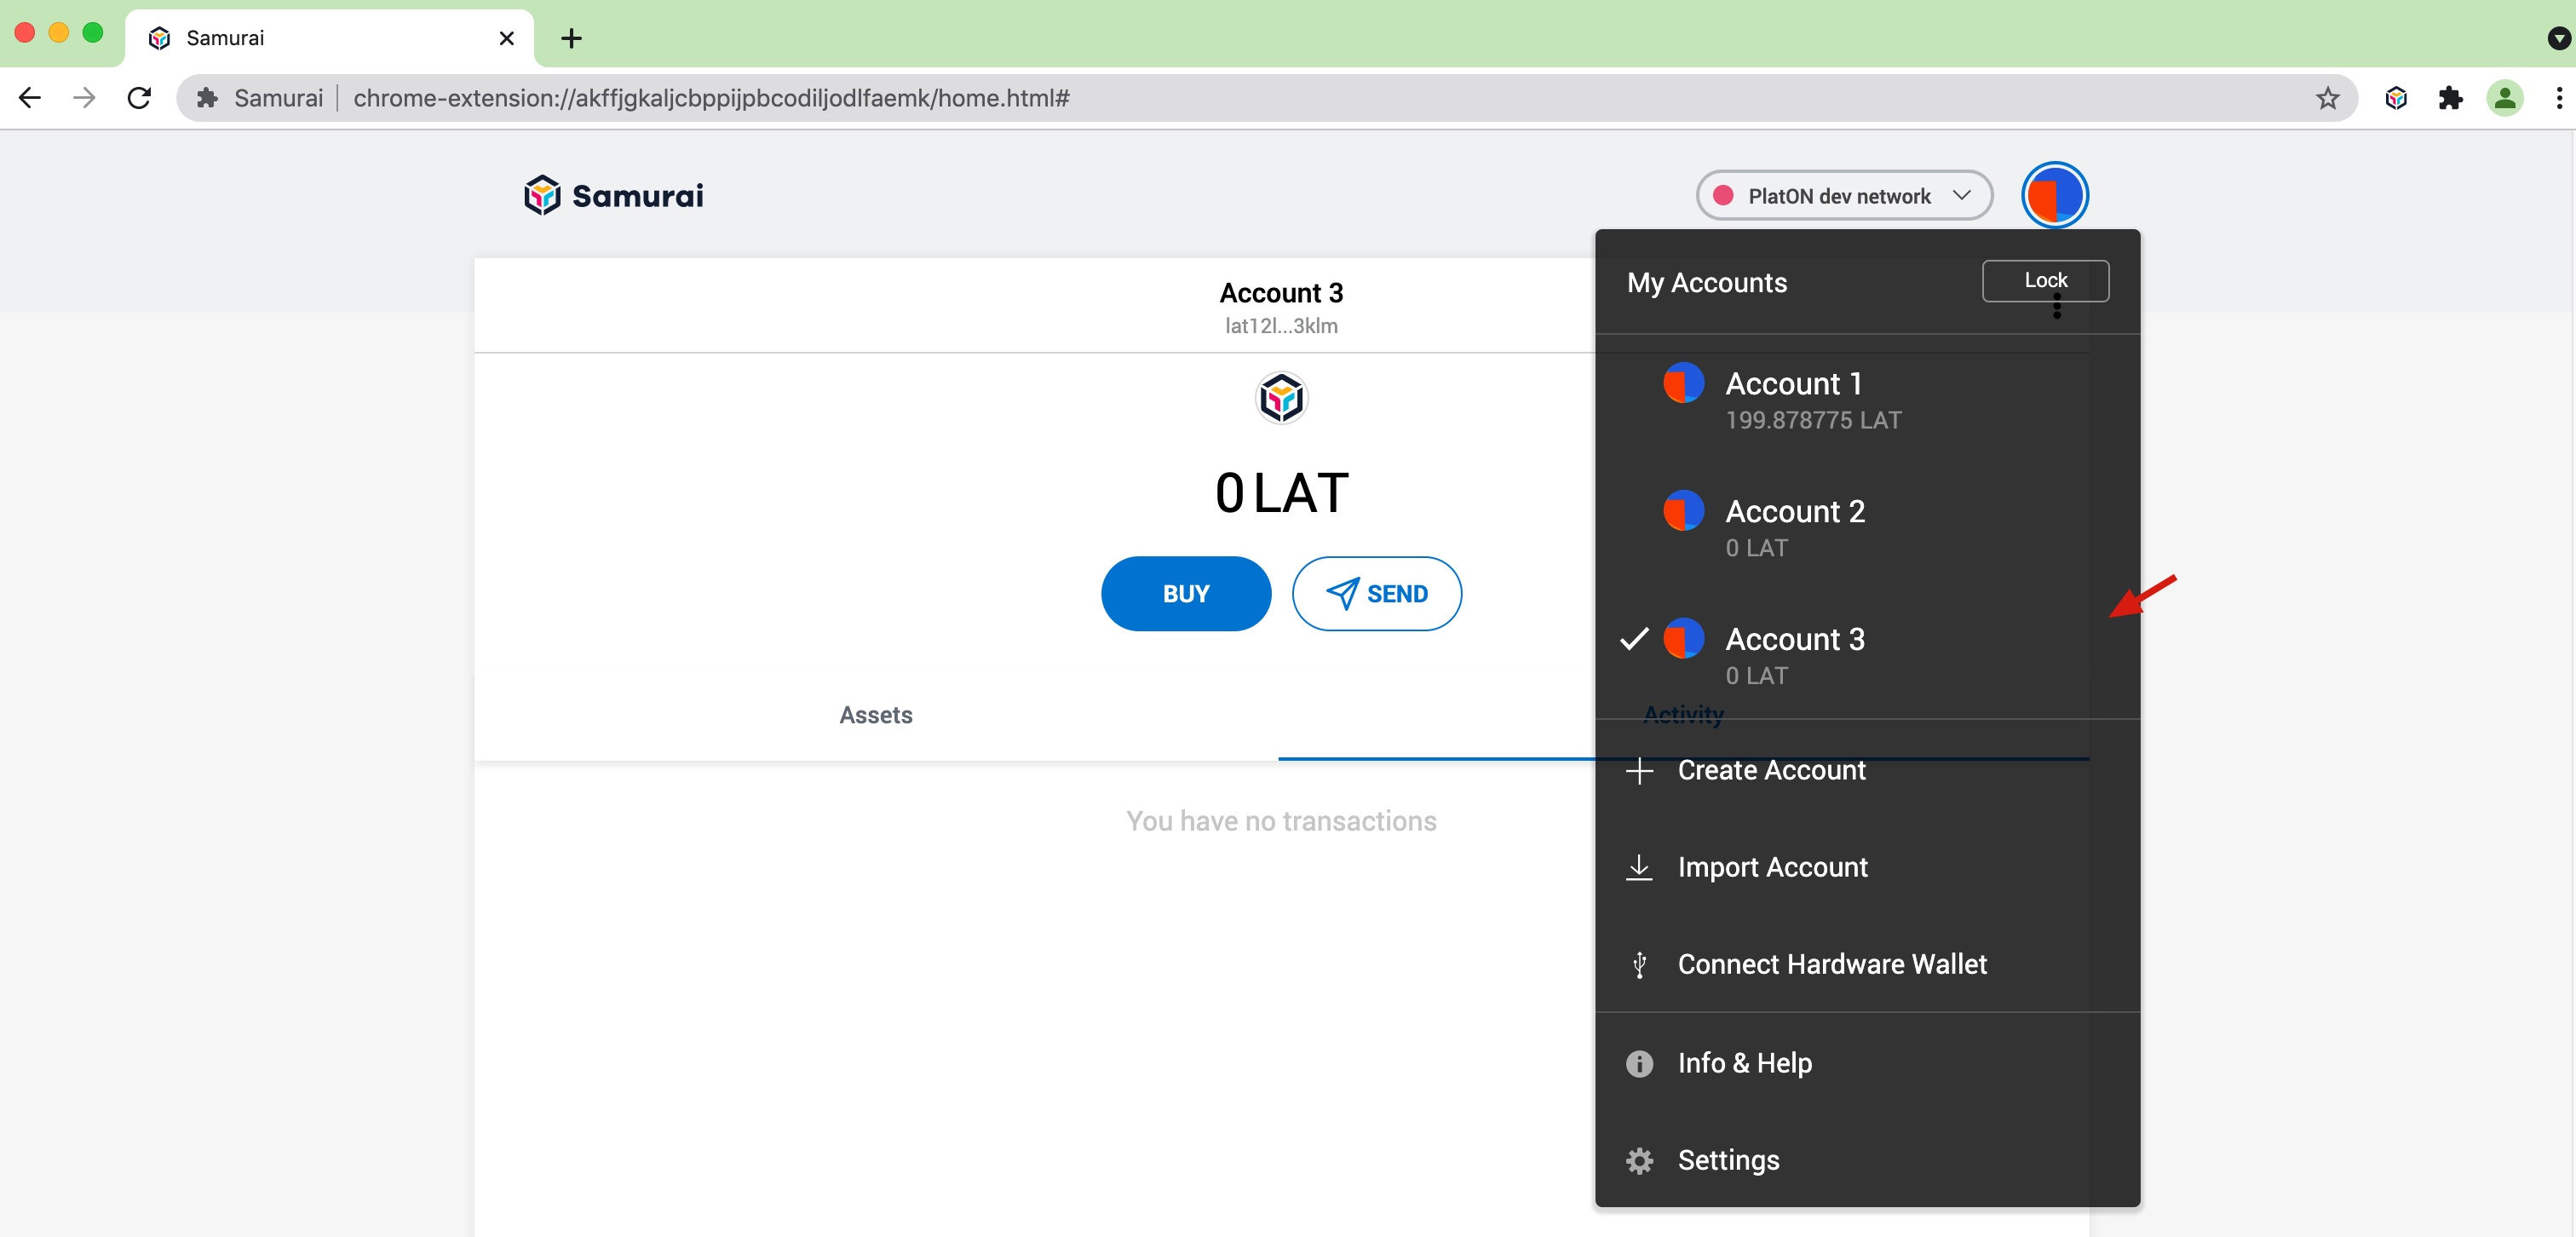 Samurai
Samurai
chrome-extension://akffjgkaljcbppijpbcodiljodlfaemk/home.html#
Samurai
PlatON dev network
Account 3
lat12l...3klm
0 LAT
BUY
SEND
Assets
Activity
You have no transactions
My Accounts
Lock
Account 1
199.878775 LAT
Account 2
0 LAT
Account 3
0 LAT
Create Account
Import Account
Connect Hardware Wallet
Info & Help
Settings